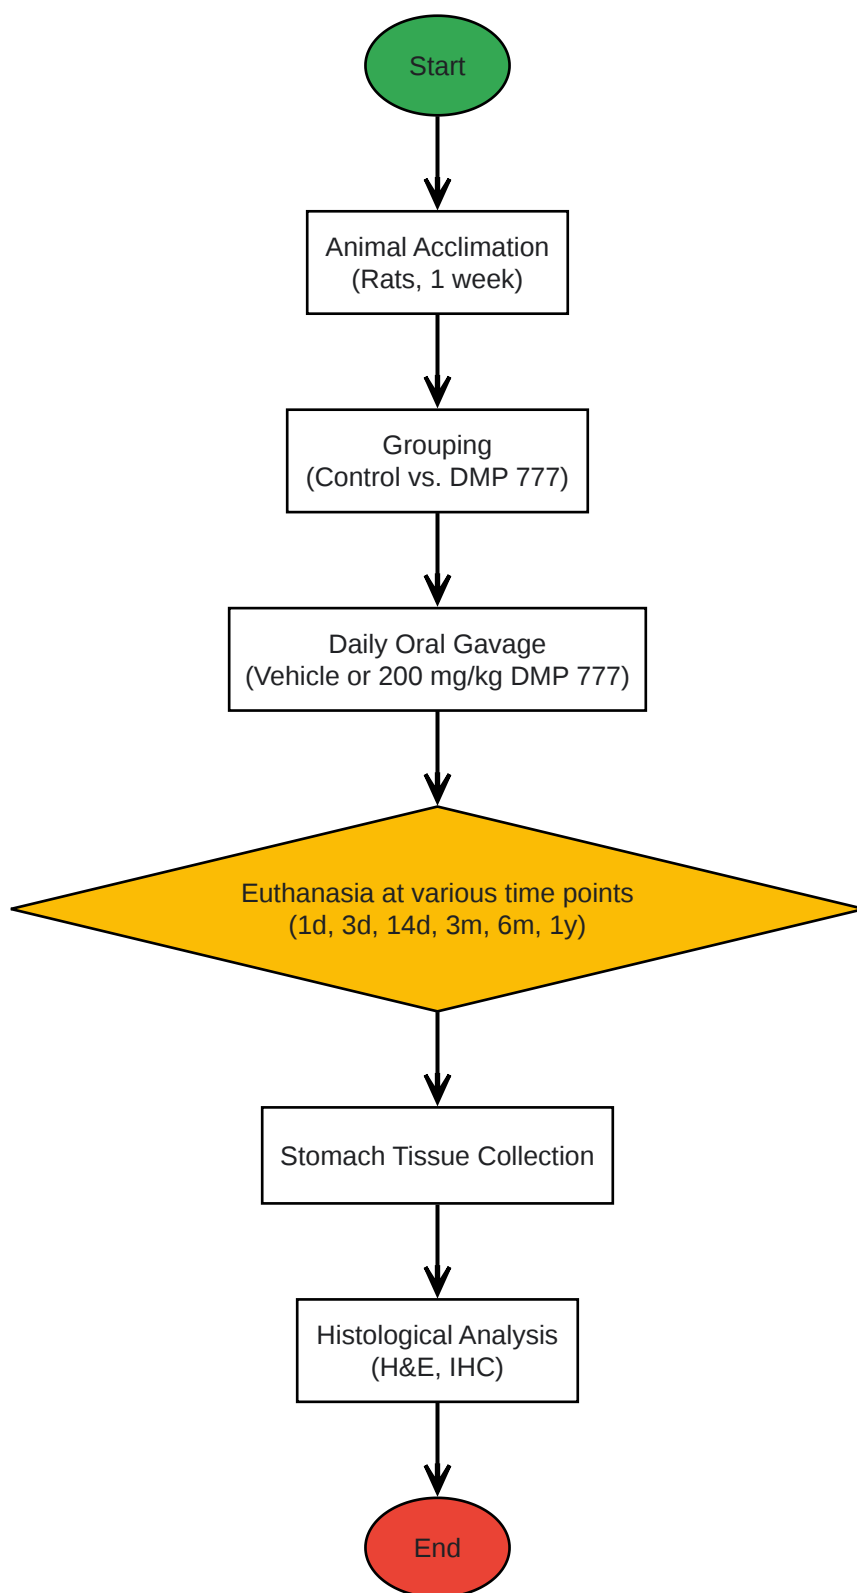 Start
Animal Acclimation
(Rats, 1 week)
Grouping
(Control vs. DMP 777)
Daily Oral Gavage
(Vehicle or 200 mg/kg DMP 777)
Euthanasia at various time points
(1d, 3d, 14d, 3m, 6m, 1y)
Stomach Tissue Collection
Histological Analysis
(H&E, IHC)
End